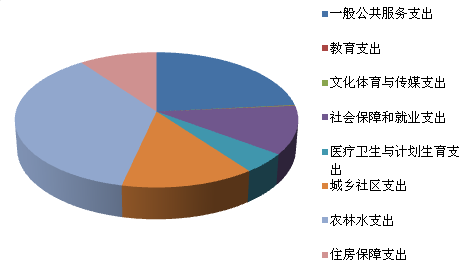 一般公共服务支出
教育支出
文化体育与传媒支出
社会保障和就业支出
医疗卫生与计划生育支
出
城乡社区支出
农林水支出
住房保障支出